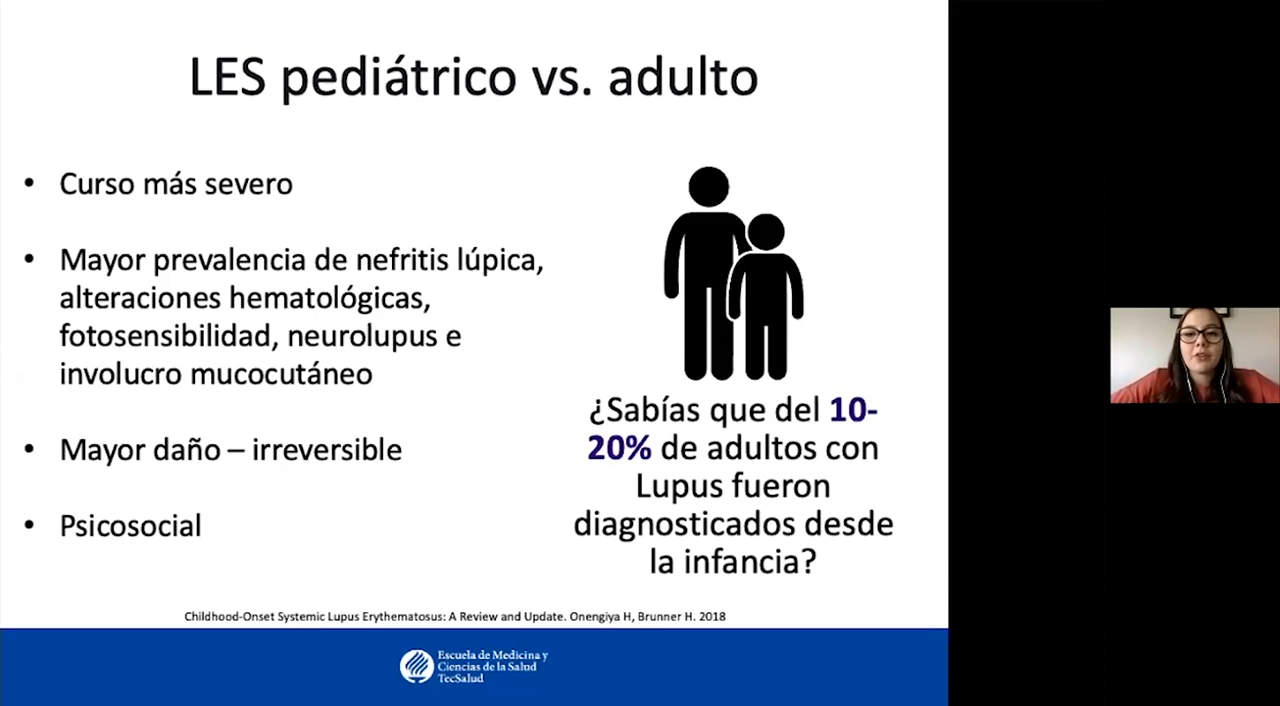 LES pediátrico vs. adulto
• Curso más severo
• Mayor prevalencia de nefritis lúpica,
alteraciones hematológicas,
fotosensibilidad, neurolupus e
involucro mucocutáneo
• Mayor daño – irreversible
• Psicosocial
¿Sabías que del 10-
20% de adultos con
Lupus fueron
diagnosticados desde
la infancia?
Childhood-Onset Systemic Lupus Erythematosus: A Review and Update. Onengiya H, Brunner H. 2018
Escuela de Medicina y
Ciencias de la Salud
TecSalud